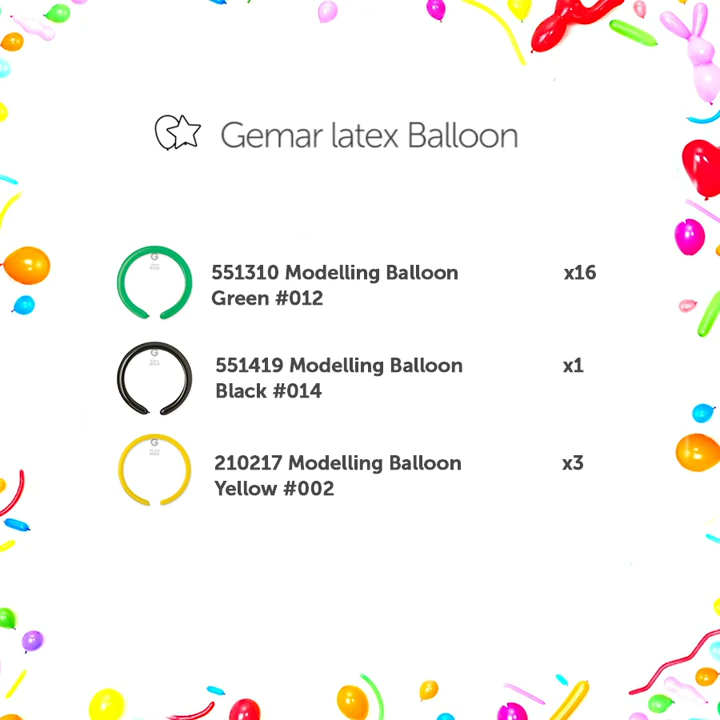 Gemar latex Balloon
551310 Modelling Balloon x16
Green #012
551419 Modelling Balloon x1
Black #014
210217 Modelling Balloon x3
Yellow #002